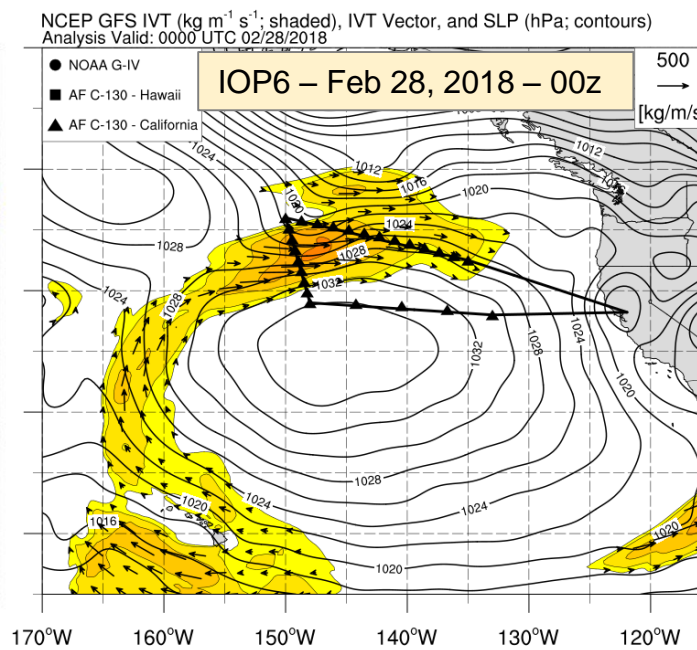 NCEP GFS IVT (kg m⁻¹ s⁻¹; shaded), IVT Vector, and SLP (hPa; contours)
Analysis Valid: 0000 UTC 02/28/2018
NOAA G-IV
AF C-130 - Hawaii
AF C-130 - California
IOP6 – Feb 28, 2018 – 00z
500
[kg/m/s
1012
1024
1012
1016
1020
1020
1024
1028
1028
1032
1024
1028
1032
1028
1024
1020
1028
1024
1020
1024
1016
1020
1020
170°W
160°W
150°W
140°W
130°W
120°W